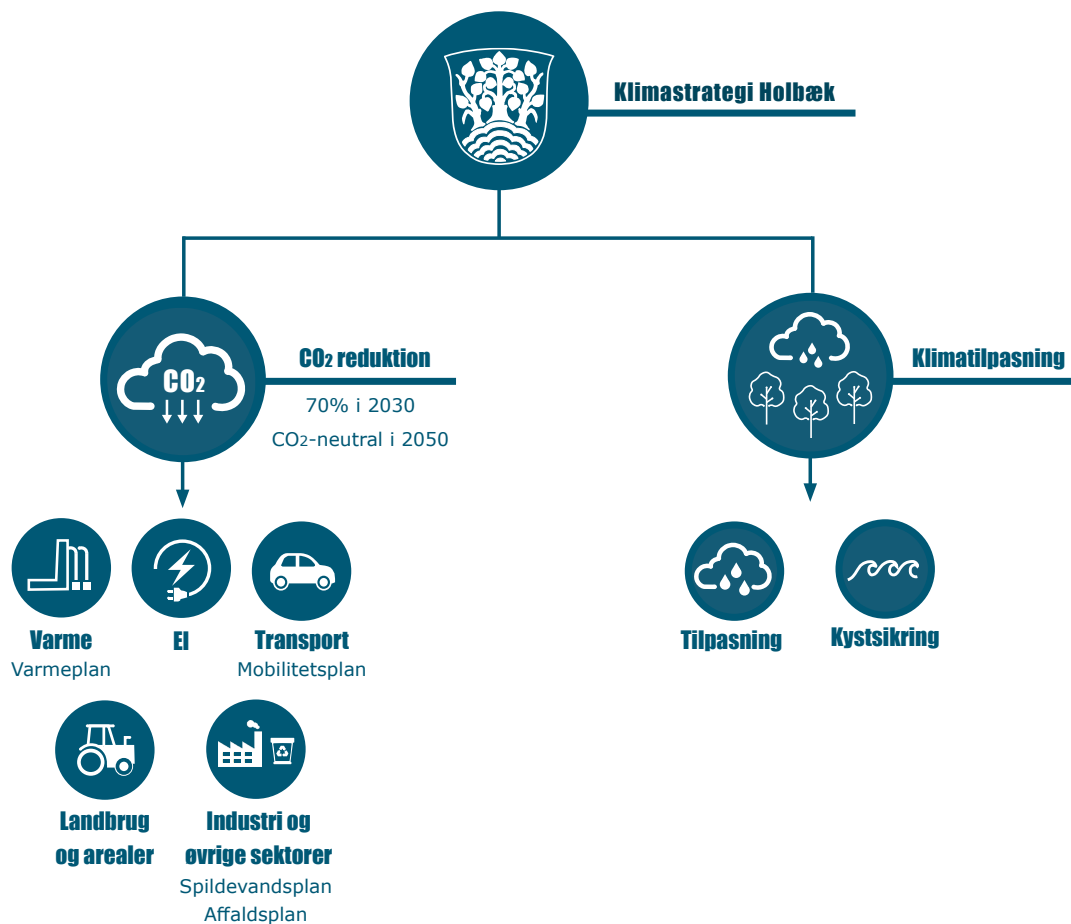 Klimastrategi Holbæk
CO2 reduktion
70% i 2030
CO2-neutral i 2050
CO2
Klimatilpasning
Varme
Varmeplan
El
Transport
Mobilitetsplan
Landbrug
og arealer
Industri og
øvrige sektorer
Spildevandsplan
Affaldsplan
Tilpasning
Kystsikring